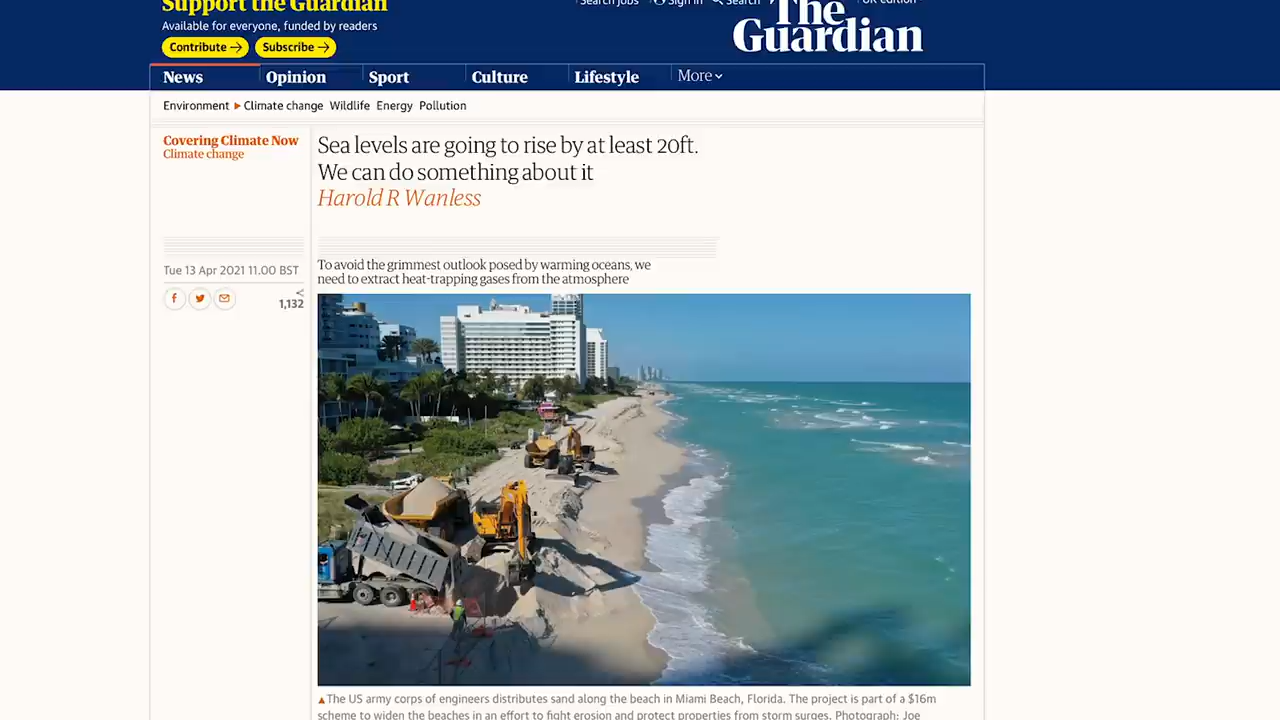 Support the Guardian
Available for everyone, funded by readers
Contribute → Subscribe →
Search jobs Sign in Search UK edition
The
Guardian
News Opinion Sport Culture Lifestyle More
Environment ▸ Climate change Wildlife Energy Pollution
Covering Climate Now
Climate change
Sea levels are going to rise by at least 20ft.
We can do something about it
Harold R Wanless
Tue 13 Apr 2021 11.00 BST
1,132
To avoid the grimmest outlook posed by warming oceans, we
need to extract heat-trapping gases from the atmosphere
▲The US army corps of engineers distributes sand along the beach in Miami Beach, Florida. The project is part of a $16m
scheme to widen the beaches in an effort to fight erosion and protect properties from storm surges. Photograph: Joe